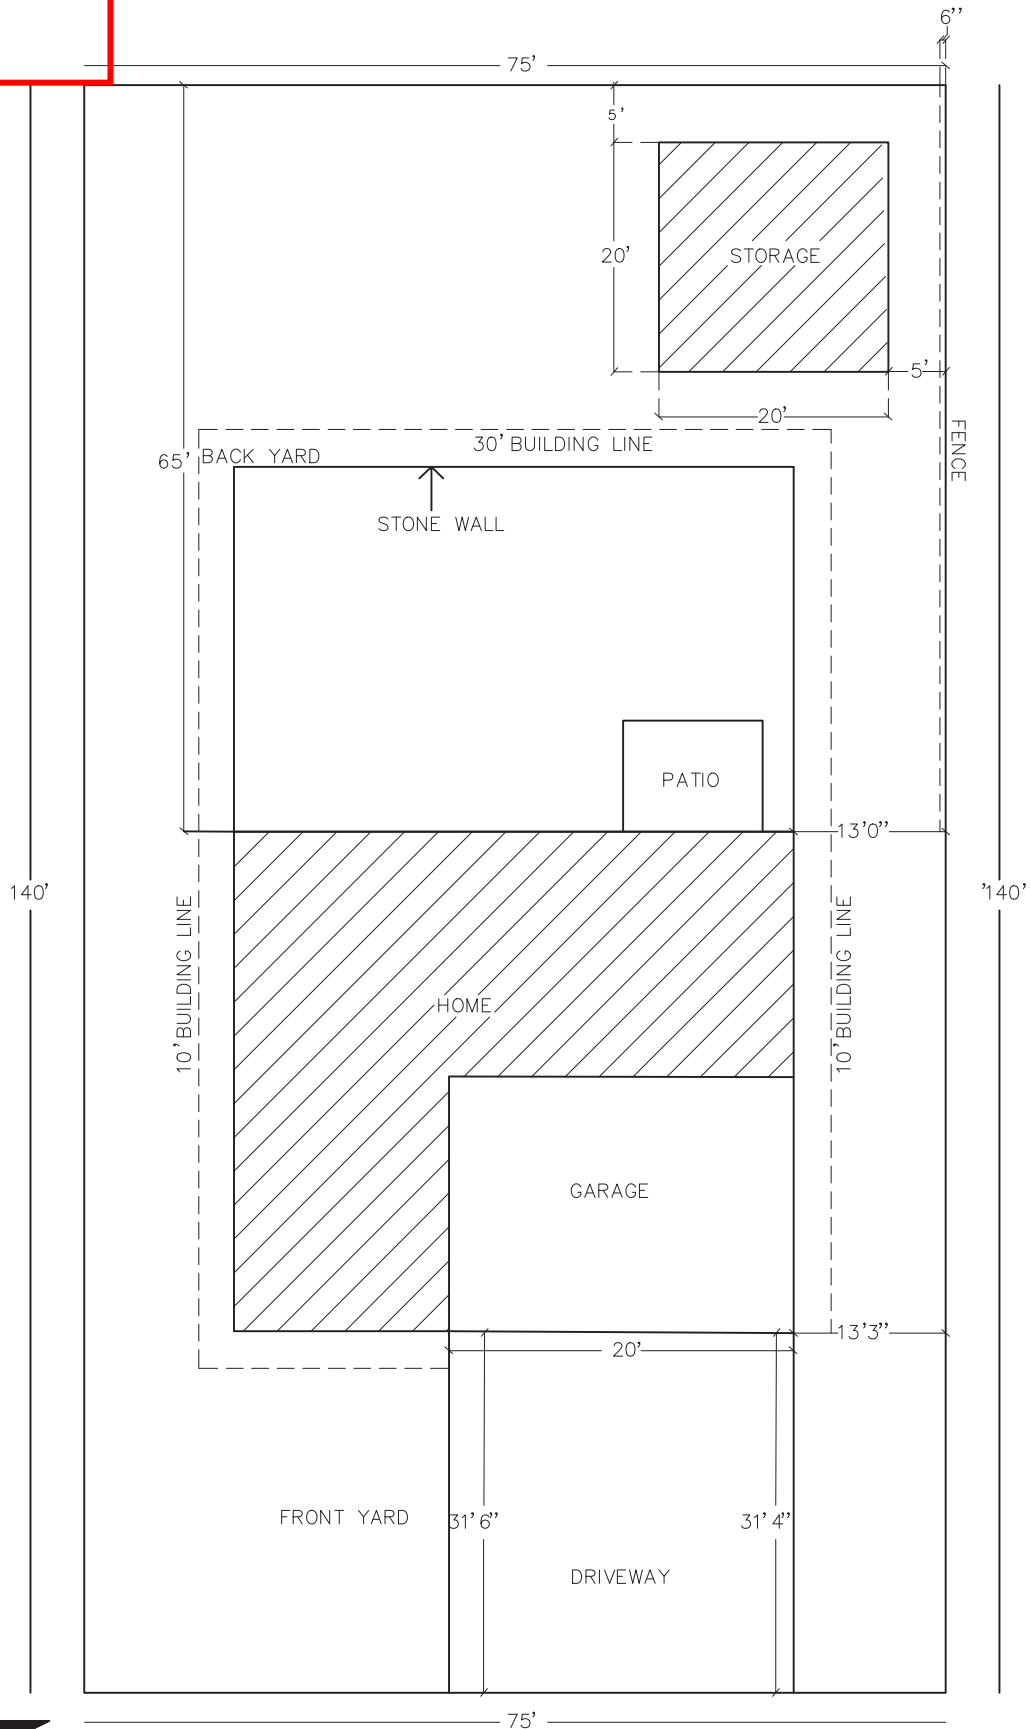 6''
75'
5'
STORAGE
20'
5'
20'
30' BUILDING LINE
FENCE
65'
BACK YARD
STONE WALL
PATIO
13'0''
140'
'140'
10' BUILDING LINE
10' BUILDING LINE
HOME
GARAGE
13'3''
20'
FRONT YARD
31'6''
31'4''
DRIVEWAY
75'